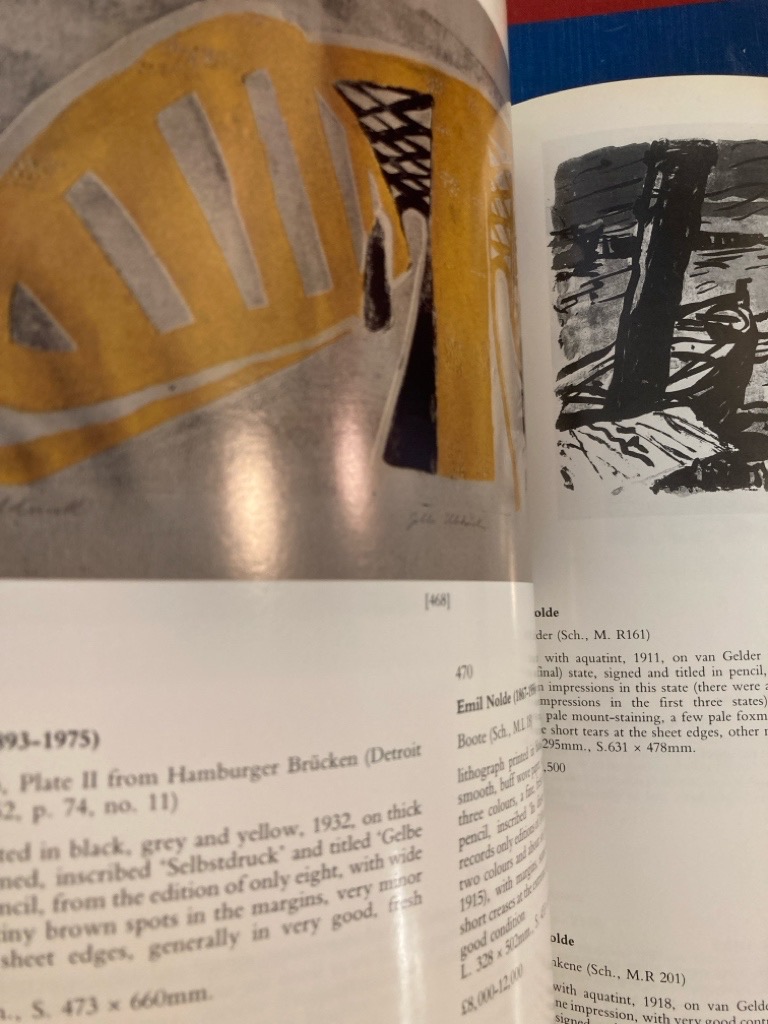 [468]
893-1975)
, Plate II from Hamburger Brücken (Detroit
2, p. 74, no. 11)
ted in black, grey and yellow, 1932, on thick
ned, inscribed "Selbstdruck" and titled "Gelbe
ncil, from the edition of only eight, with wide
iny brown spots in the margins, very minor
sheet edges, generally in very good, fresh
., S. 473 × 660mm.
470
Emil Nolde
Boote (Sch., M.L
lithograph printed
smooth, buff wove
three colours, a
pencil, inscribed
records only edition
two colours and
1915), with margins,
short creases at the
good condition
L. 328 × 502mm., S.
£8,000-12,000
olde
der (Sch., M. R161)
with aquatint, 1911, on van Gelder
final) state, signed and titled in pencil,
n impressions in this state (there were
mpressions in the first three states)
pale mount-staining, a few pale foxm
short tears at the sheet edges, other
295mm., S.631 × 478mm.
,500
olde
akene (Sch., M.R 201)
with aquatint, 1918, on van Geld
ne impression, with very good cont
signed